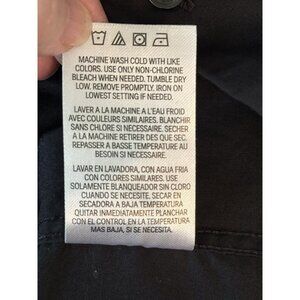 MACHINE WASH COLD WITH LIKE
COLORS. USE ONLY NON-CHLORINE
BLEACH WHEN NEEDED. TUMBLE DRY
LOW. REMOVE PROMPTLY. IRON ON
LOWEST SETTING IF NEEDED.
LAVER A LA MACHINE A L'EAU FROID
AVEC COULEURS SIMILAIRES. BLANCHIR
SANS CHLORE SI NECESSAIRE. SECHER
A LA MACHINE RETIRER DES QUE SEC.
REPASSER A BASSE TEMPERATURE AU
BESOIN SI NECESSAIRE.
LAVAR EN LAVADORA, CON AGUA FRIA
CON COLORES SIMILARES. USE
SOLAMENTE BLANQUEADOR SIN CLORO
CUANDO SE NECESITE. SECAR EN
SECADORA A BAJA TEMPERATURA
QUITAR INMEDIATAMENTE PLANCHAR
CON EL CONTROL EN LA TEMPERATURA
MAS BAJA, SI SE NECESITA.